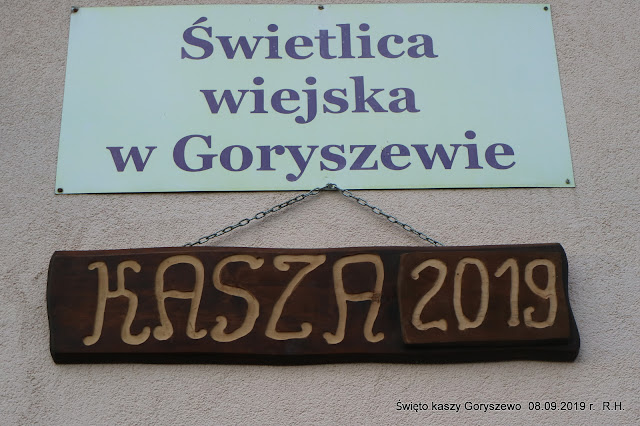 Świetlica
wiejska
w Goryszewie
KASZA 2019
Święto kaszy Goryszewo 08.09.2019 r. R.H.